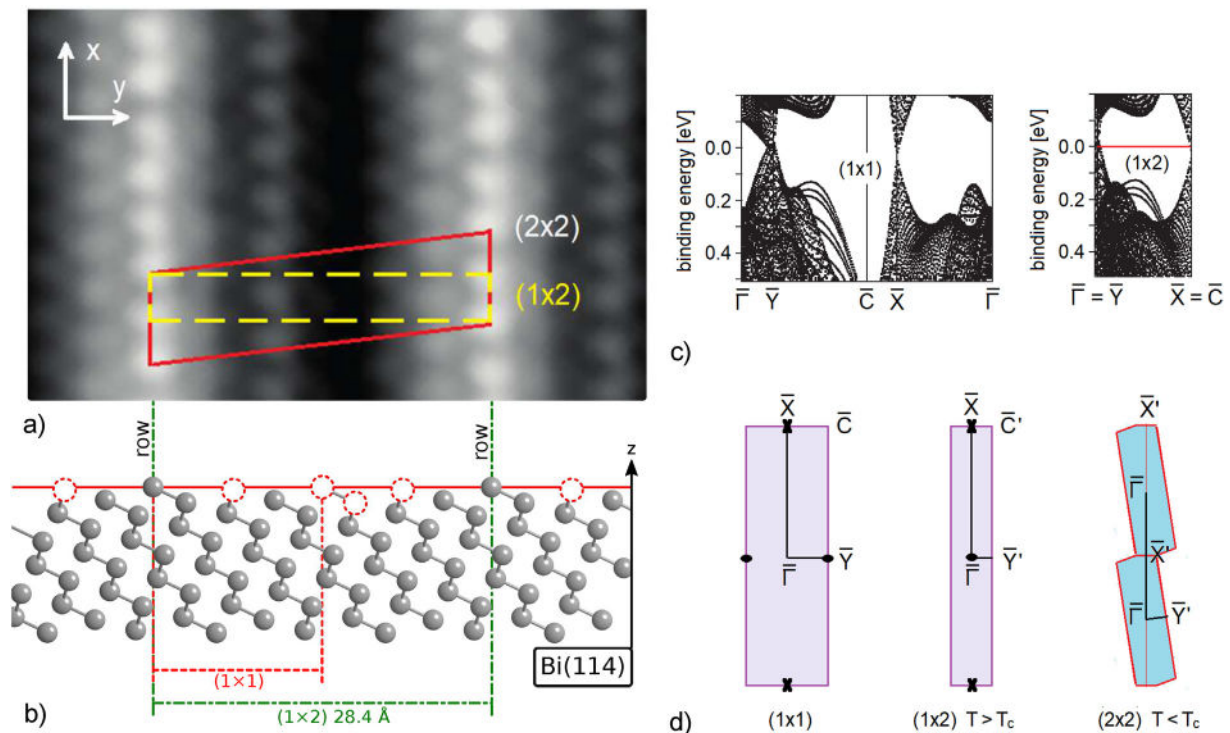 x
y
(2x2)
(1x2)
a)
row
row
z
Bi(114)
(1×1)
(1×2) 28.4 Å
b)
binding energy [eV]
0.0
0.2
0.4
(1x1)
Γ̅ Y̅ C̅ X̅ Γ̅
binding energy [eV]
0.0
0.2
0.4
(1x2)
Γ̅ = Y̅ X̅ = C̅
c)
X̅
C̅
Γ̅
Y̅
(1x1)
X̅
C̅'
Γ̅
Y̅'
(1x2) T > Tc
X̅'
Γ̅
X̅'
Γ̅
Y̅'
(2x2) T < Tc
d)